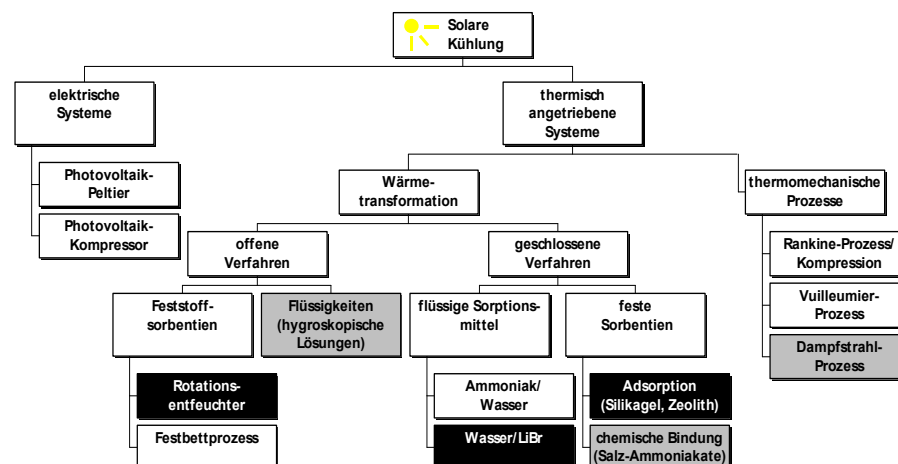 Solare
Kühlung
elektrische
Systeme
thermisch
angetriebene
Systeme
Photovoltaik-
Peltier
Photovoltaik-
Kompressor
Wärme-
transformation
thermomechanische
Prozesse
offene
Verfahren
geschlossene
Verfahren
Rankine-Prozess/
Kompression
Vuilleumier-
Prozess
Dampfstrahl-
Prozess
Feststoff-
sorbentien
Flüssigkeiten
(hygroskopische
Lösungen)
flüssige Sorptions-
mittel
feste
Sorbentien
Rotations-
entfeuchter
Festbettprozess
Ammoniak/
Wasser
Wasser/LiBr
Adsorption
(Silikagel, Zeolith)
chemische Bindung
(Salz-Ammoniakate)